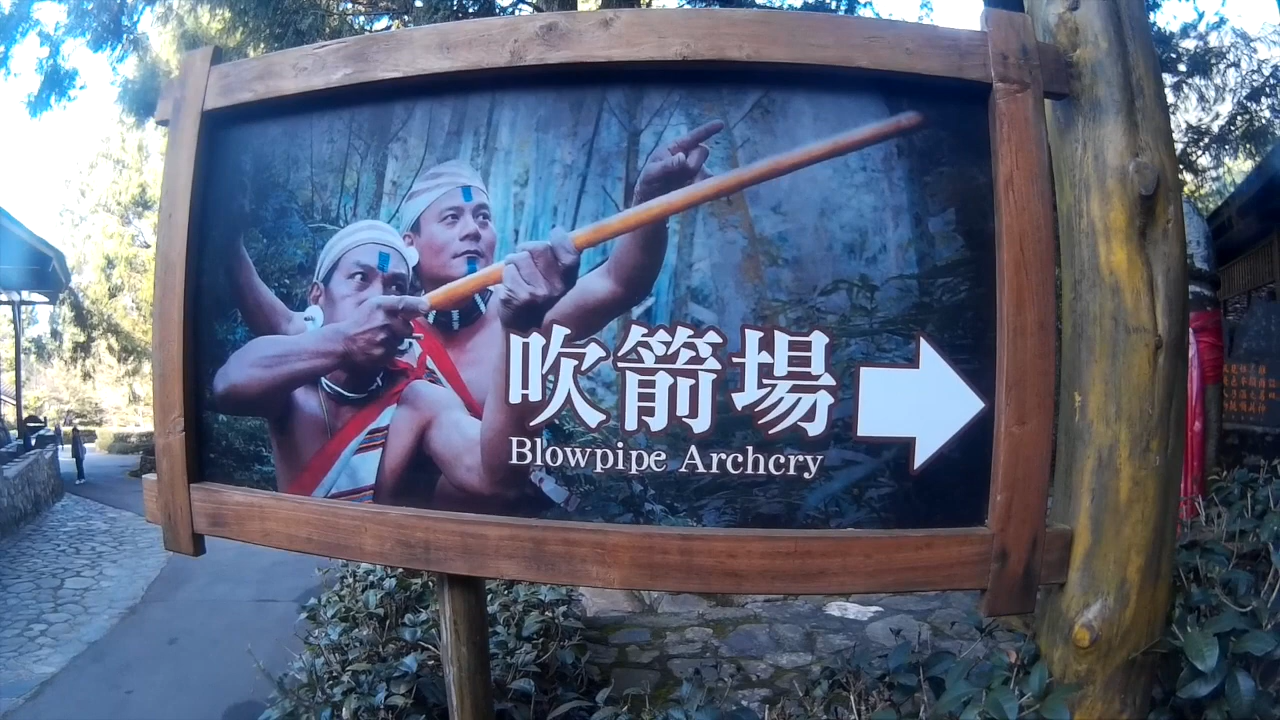 吹箭場
Blowpipe Archcry